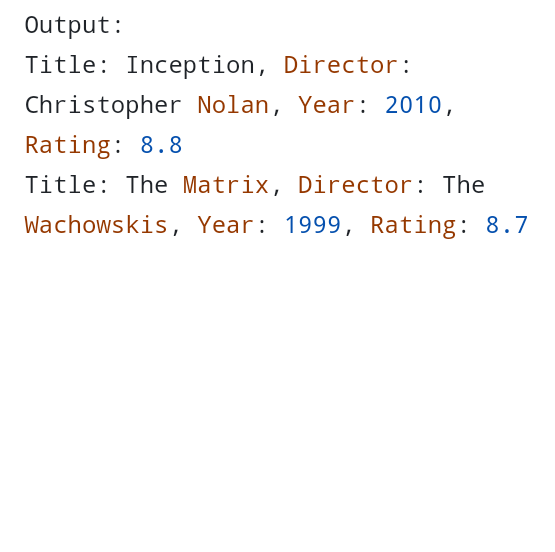 Output:
Title: Inception, Director:
Christopher Nolan, Year: 2010,
Rating: 8.8
Title: The Matrix, Director: The
Wachowskis, Year: 1999, Rating: 8.7